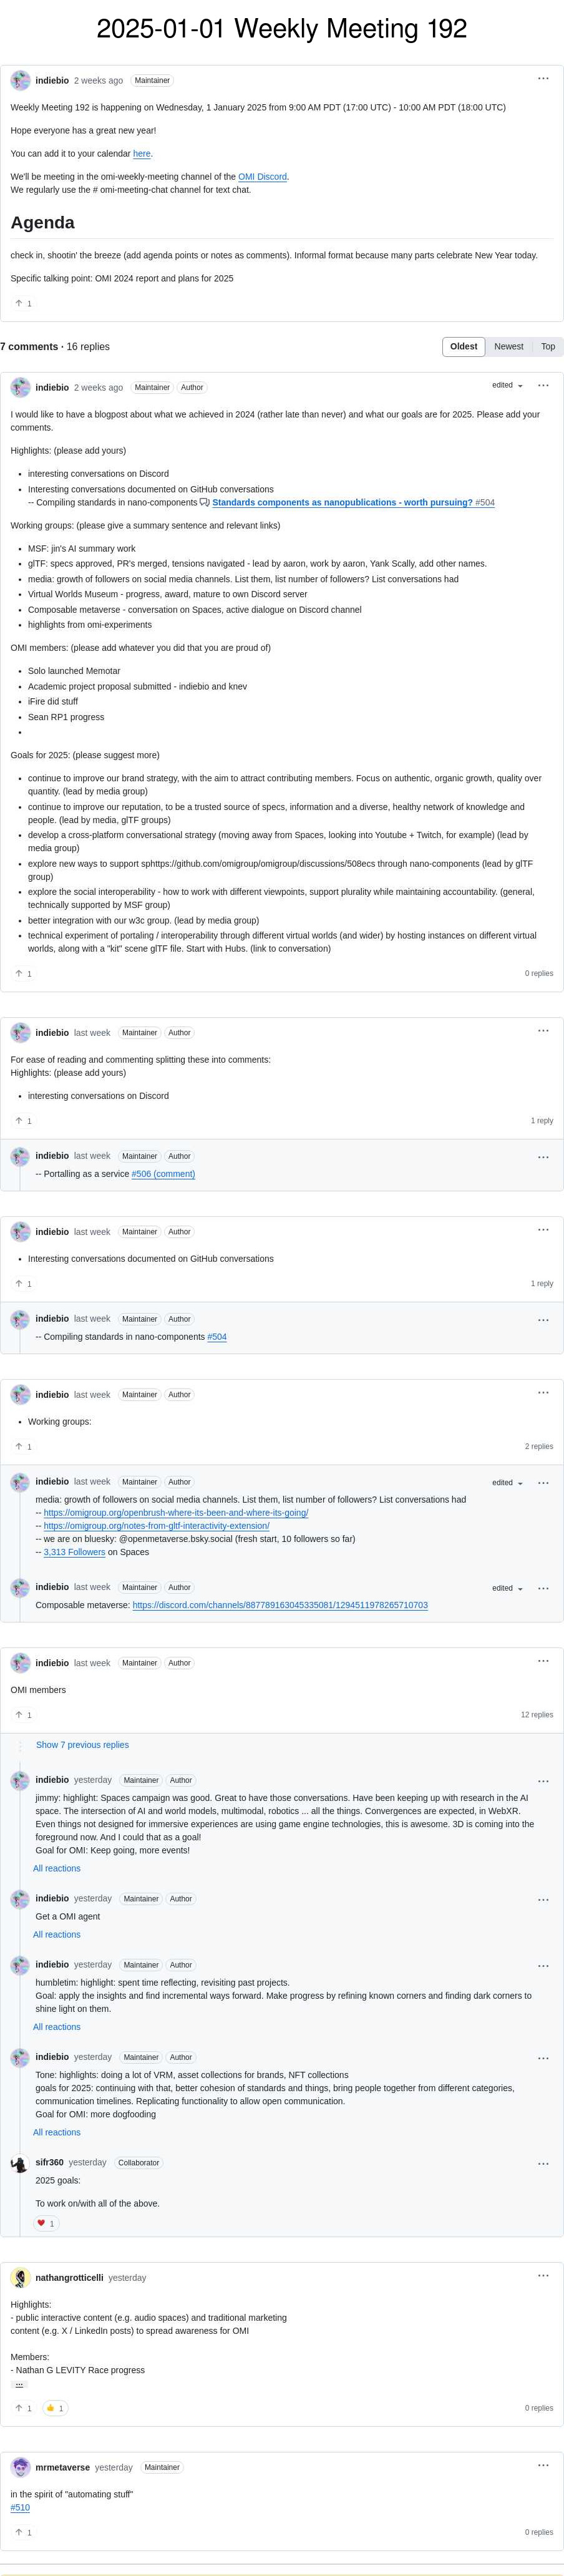 2025-01-01 Weekly Meeting 192
indiebio 2 weeks ago Maintainer
Weekly Meeting 192 is happening on Wednesday, 1 January 2025 from 9:00 AM PDT (17:00 UTC) - 10:00 AM PDT (18:00 UTC)
Hope everyone has a great new year!
You can add it to your calendar here.
We'll be meeting in the omi-weekly-meeting channel of the OMI Discord.
We regularly use the # omi-meeting-chat channel for text chat.
Agenda
check in, shootin' the breeze (add agenda points or notes as comments). Informal format because many parts celebrate New Year today.
Specific talking point: OMI 2024 report and plans for 2025
1
7 comments · 16 replies
Oldest Newest Top
indiebio 2 weeks ago Maintainer Author edited
I would like to have a blogpost about what we achieved in 2024 (rather late than never) and what our goals are for 2025. Please add your
comments.
Highlights: (please add yours)
• interesting conversations on Discord
• Interesting conversations documented on GitHub conversations
-- Compiling standards in nano-components Standards components as nanopublications - worth pursuing? #504
Working groups: (please give a summary sentence and relevant links)
• MSF: jin's AI summary work
• glTF: specs approved, PR's merged, tensions navigated - lead by aaron, work by aaron, Yank Scally, add other names.
• media: growth of followers on social media channels. List them, list number of followers? List conversations had
• Virtual Worlds Museum - progress, award, mature to own Discord server
• Composable metaverse - conversation on Spaces, active dialogue on Discord channel
• highlights from omi-experiments
OMI members: (please add whatever you did that you are proud of)
• Solo launched Memotar
• Academic project proposal submitted - indiebio and knev
• iFire did stuff
• Sean RP1 progress
•
Goals for 2025: (please suggest more)
• continue to improve our brand strategy, with the aim to attract contributing members. Focus on authentic, organic growth, quality over
quantity. (lead by media group)
• continue to improve our reputation, to be a trusted source of specs, information and a diverse, healthy network of knowledge and
people. (lead by media, glTF groups)
• develop a cross-platform conversational strategy (moving away from Spaces, looking into Youtube + Twitch, for example) (lead by
media group)
• explore new ways to support sphttps://github.com/omigroup/omigroup/discussions/508ecs through nano-components (lead by glTF
group)
• explore the social interoperability - how to work with different viewpoints, support plurality while maintaining accountability. (general,
technically supported by MSF group)
• better integration with our w3c group. (lead by media group)
• technical experiment of portaling / interoperability through different virtual worlds (and wider) by hosting instances on different virtual
worlds, along with a "kit" scene glTF file. Start with Hubs. (link to conversation)
1 0 replies
indiebio last week Maintainer Author
For ease of reading and commenting splitting these into comments:
Highlights: (please add yours)
• interesting conversations on Discord
1 1 reply
indiebio last week Maintainer Author
-- Portalling as a service #506 (comment)
indiebio last week Maintainer Author
• Interesting conversations documented on GitHub conversations
1 1 reply
indiebio last week Maintainer Author
-- Compiling standards in nano-components #504
indiebio last week Maintainer Author
• Working groups:
1 2 replies
indiebio last week Maintainer Author edited
media: growth of followers on social media channels. List them, list number of followers? List conversations had
-- https://omigroup.org/openbrush-where-its-been-and-where-its-going/
-- https://omigroup.org/notes-from-gltf-interactivity-extension/
-- we are on bluesky: @openmetaverse.bsky.social (fresh start, 10 followers so far)
-- 3,313 Followers on Spaces
indiebio last week Maintainer Author edited
Composable metaverse: https://discord.com/channels/887789163045335081/1294511978265710703
indiebio last week Maintainer Author
OMI members
1 12 replies
Show 7 previous replies
indiebio yesterday Maintainer Author
jimmy: highlight: Spaces campaign was good. Great to have those conversations. Have been keeping up with research in the AI
space. The intersection of AI and world models, multimodal, robotics ... all the things. Convergences are expected, in WebXR.
Even things not designed for immersive experiences are using game engine technologies, this is awesome. 3D is coming into the
foreground now. And I could that as a goal!
Goal for OMI: Keep going, more events!
All reactions
indiebio yesterday Maintainer Author
Get a OMI agent
All reactions
indiebio yesterday Maintainer Author
humbletim: highlight: spent time reflecting, revisiting past projects.
Goal: apply the insights and find incremental ways forward. Make progress by refining known corners and finding dark corners to
shine light on them.
All reactions
indiebio yesterday Maintainer Author
Tone: highlights: doing a lot of VRM, asset collections for brands, NFT collections
goals for 2025: continuing with that, better cohesion of standards and things, bring people together from different categories,
communication timelines. Replicating functionality to allow open communication.
Goal for OMI: more dogfooding
All reactions
sifr360 yesterday Collaborator
2025 goals:
To work on/with all of the above.
1
nathangrotticelli yesterday
Highlights:
- public interactive content (e.g. audio spaces) and traditional marketing
content (e.g. X / LinkedIn posts) to spread awareness for OMI
Members:
- Nathan G LEVITY Race progress
...
1 1 0 replies
mrmetaverse yesterday Maintainer
in the spirit of "automating stuff"
#510
1 0 replies